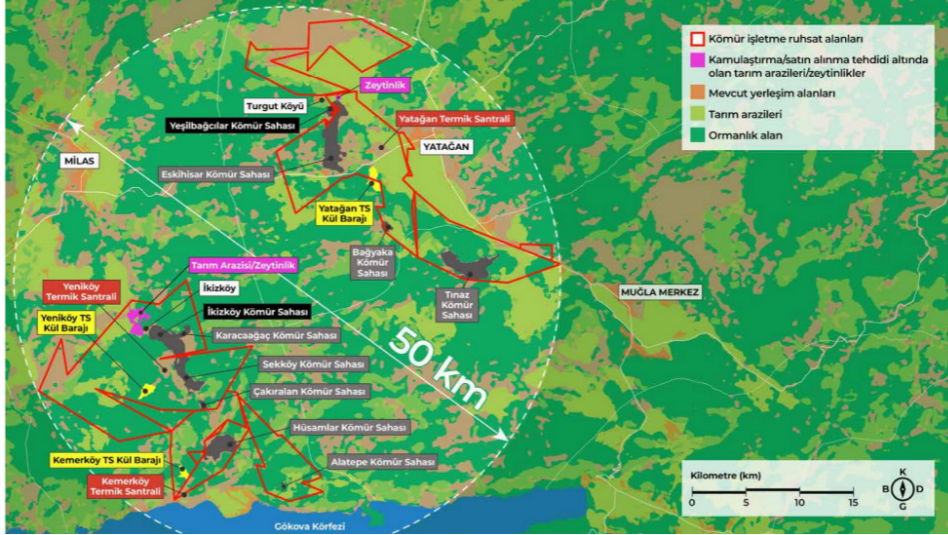 Kömür işletme ruhsat alanları
Kamulaştırma/satın alınma tehdidi altında
olan tarım arazileri/zeytinlikler
Mevcut yerleşim alanları
Tarım arazileri
Ormanlık alan
Zeytinlik
Turgut Köyü
Yeşilbağcılar Kömür Sahası
Yatağan Termik Santrali
YATAĞAN
MİLAS
Eskihisar Kömür Sahası
Yatağan TS
Kül Barajı
Bağyaka
Kömür
Sahası
Tınaz
Kömür
Sahası
Tarım Arazisi/Zeytinlik
Yeniköy
Termik Santrali
İkizköy
Yeniköy TS
Kül Barajı
İkizköy Kömür Sahası
Karacaağaç Kömür Sahası
MUĞLA MERKEZ
50 km
Sekköy Kömür Sahası
Çakıralan Kömür Sahası
Hüsamlar Kömür Sahası
Kemerköy TS Kül Barajı
Alatepe Kömür Sahası
Kemerköy
Termik Santrali
Gökova Körfezi
Kilometre (km)
0 5 10 15
K
B D
G